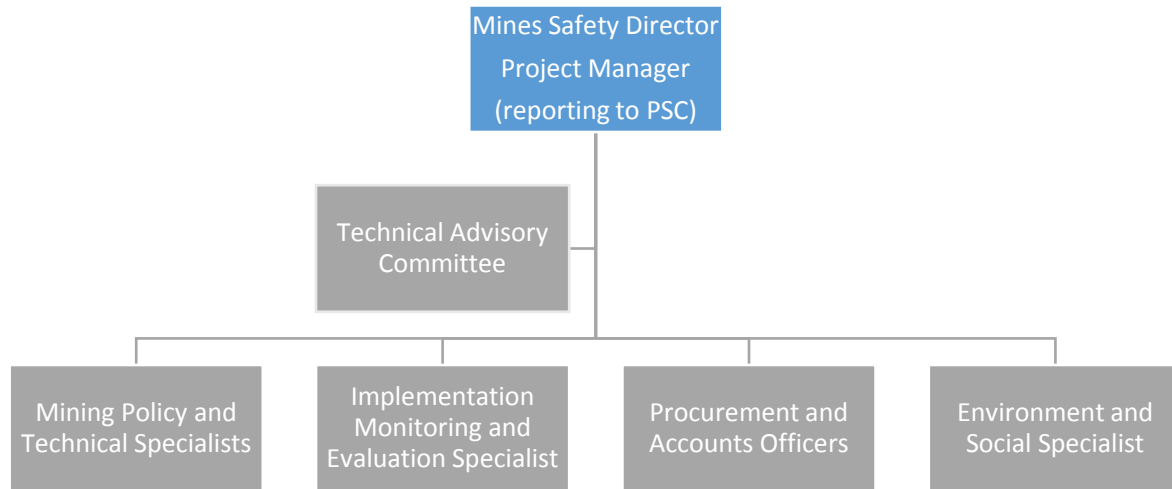 Mines Safety Director
Project Manager
(reporting to PSC)
Technical Advisory
Committee
Mining Policy and
Technical Specialists
Implementation
Monitoring and
Evaluation Specialist
Procurement and
Accounts Officers
Environment and
Social Specialist